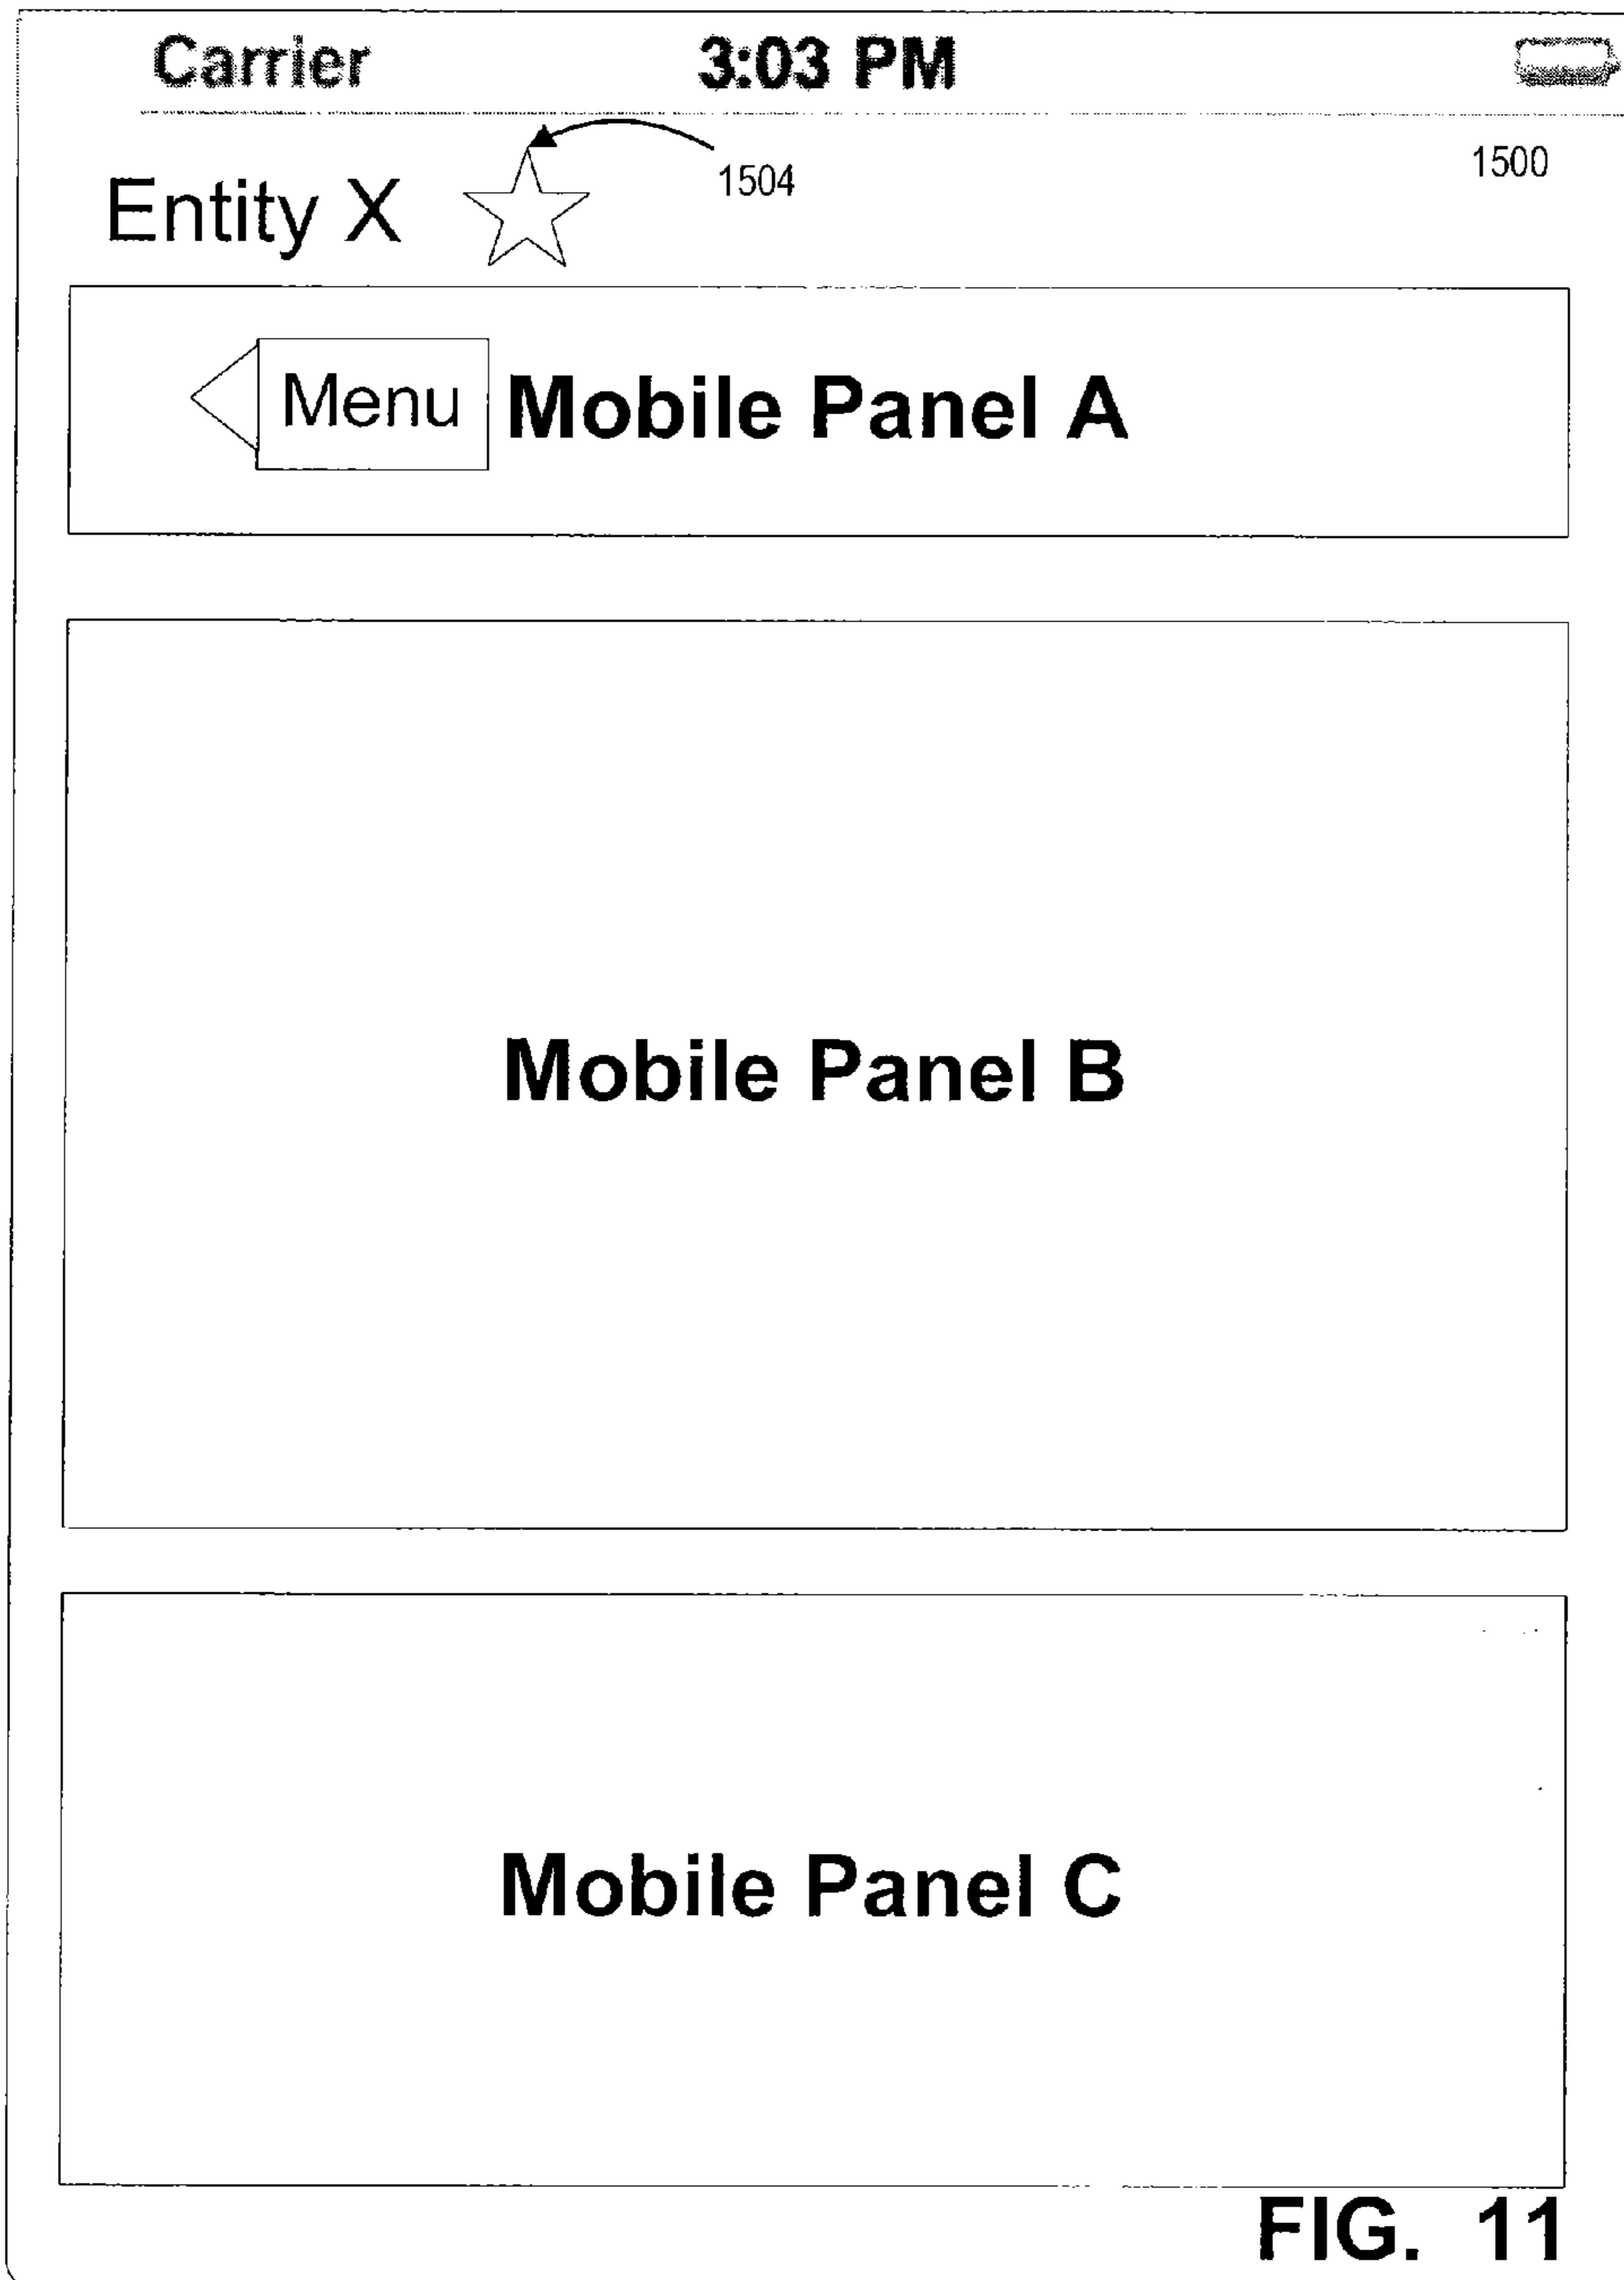 Carrier 3:03 PM
1504 1500
Entity X
Menu Mobile Panel A
Mobile Panel B
Mobile Panel C
FIG. 11